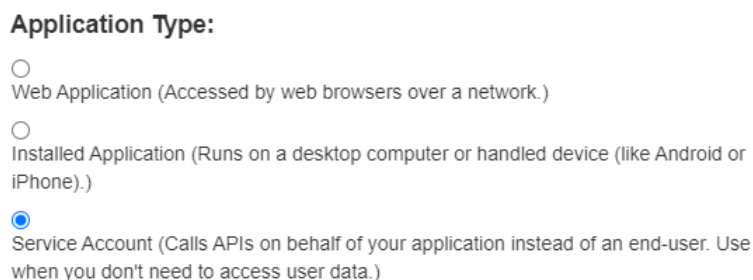 Application Type:
Web Application (Accessed by web browsers over a network.)
Installed Application (Runs on a desktop computer or handled device (like Android or
iPhone).)
Service Account (Calls APIs on behalf of your application instead of an end-user. Use
when you don't need to access user data.)